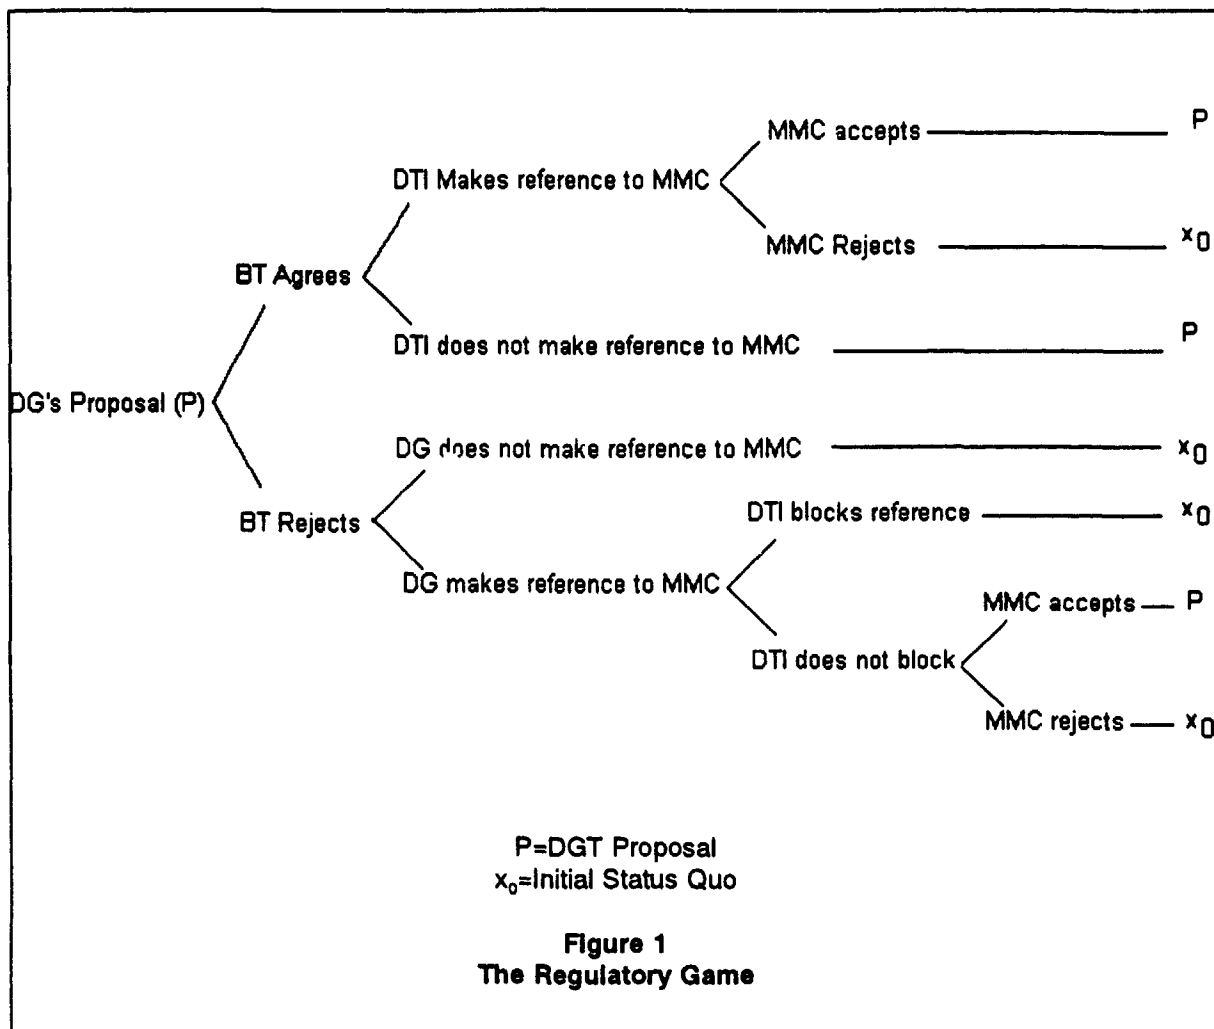 MMC accepts P
DTI Makes reference to MMC
MMC Rejects x0
BT Agrees
DTI does not make reference to MMC P
DG's Proposal (P)
DG does not make reference to MMC x0
BT Rejects
DTI blocks reference x0
DG makes reference to MMC
MMC accepts P
DTI does not block
MMC rejects x0
P=DGT Proposal
x0=Initial Status Quo
Figure 1
The Regulatory Game